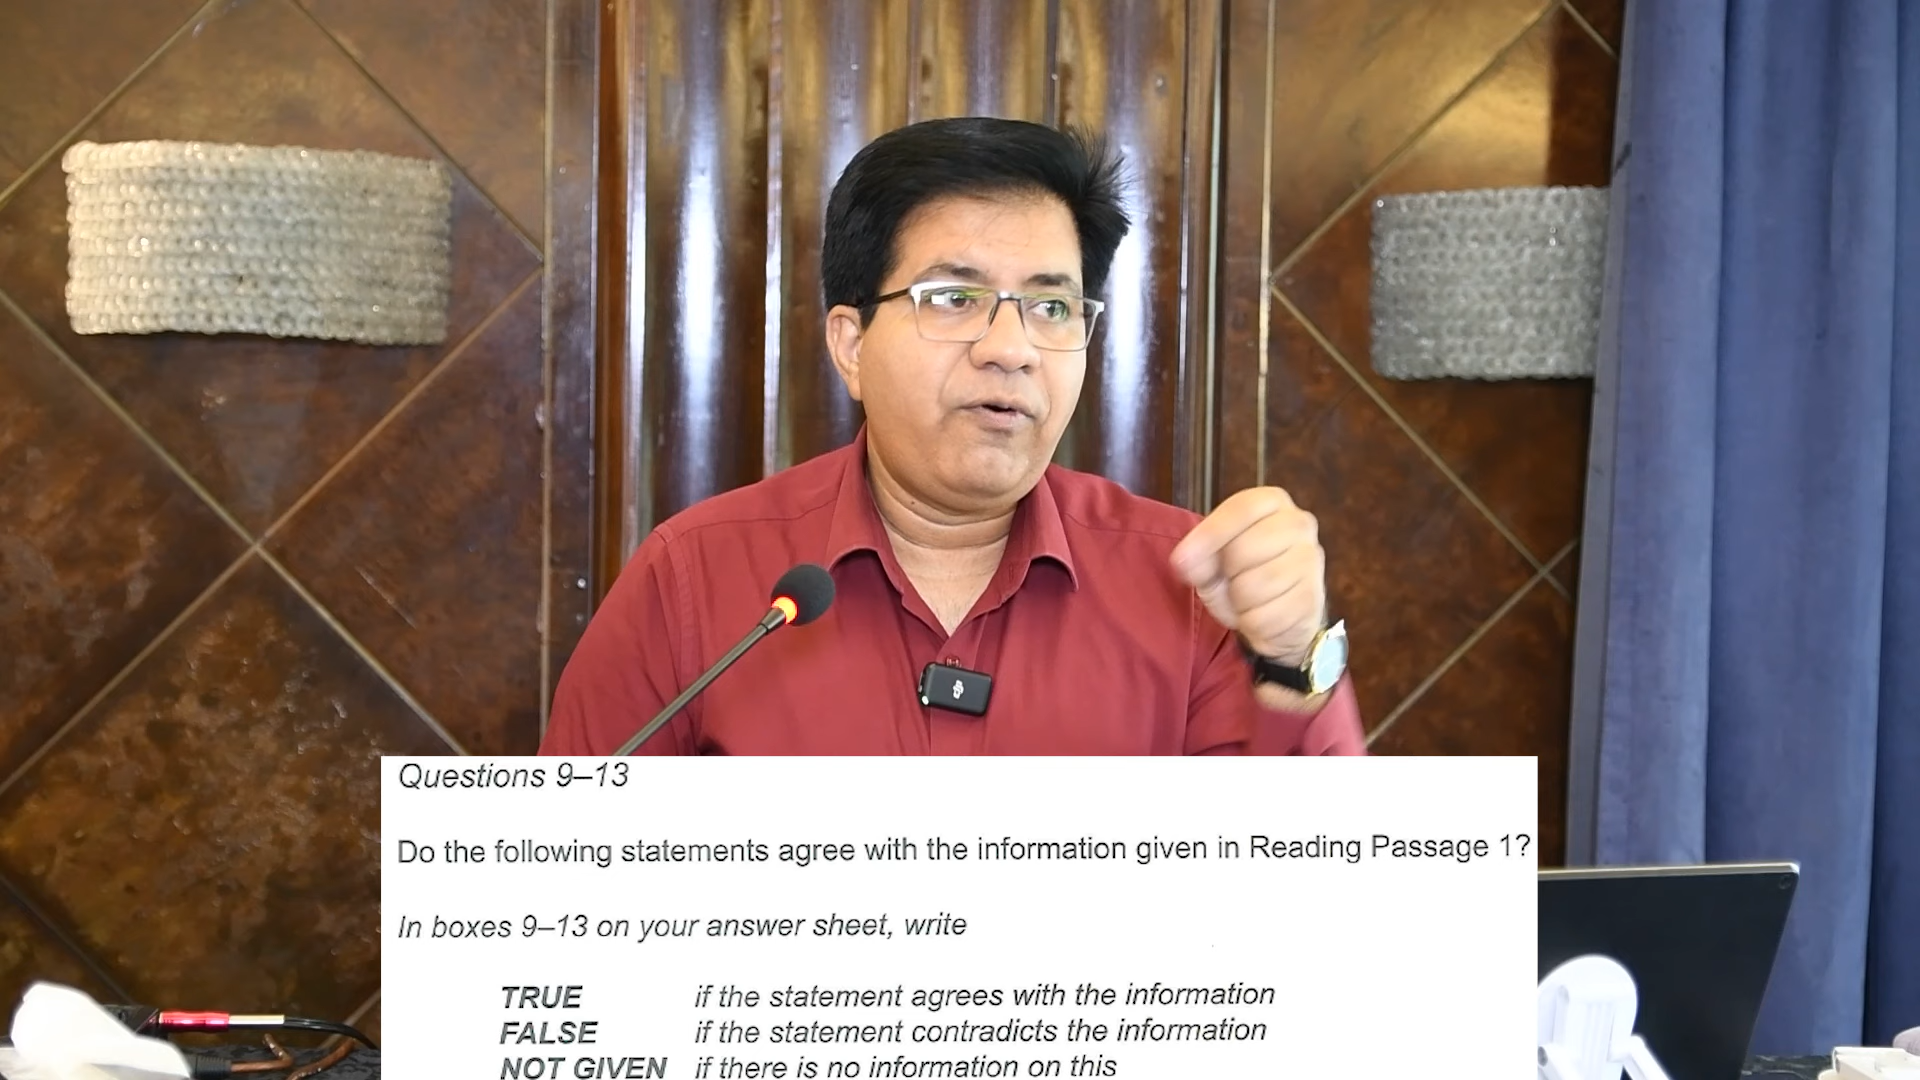 Questions 9–13
Do the following statements agree with the information given in Reading Passage 1?
In boxes 9–13 on your answer sheet, write
TRUE if the statement agrees with the information
FALSE if the statement contradicts the information
NOT GIVEN if there is no information on this